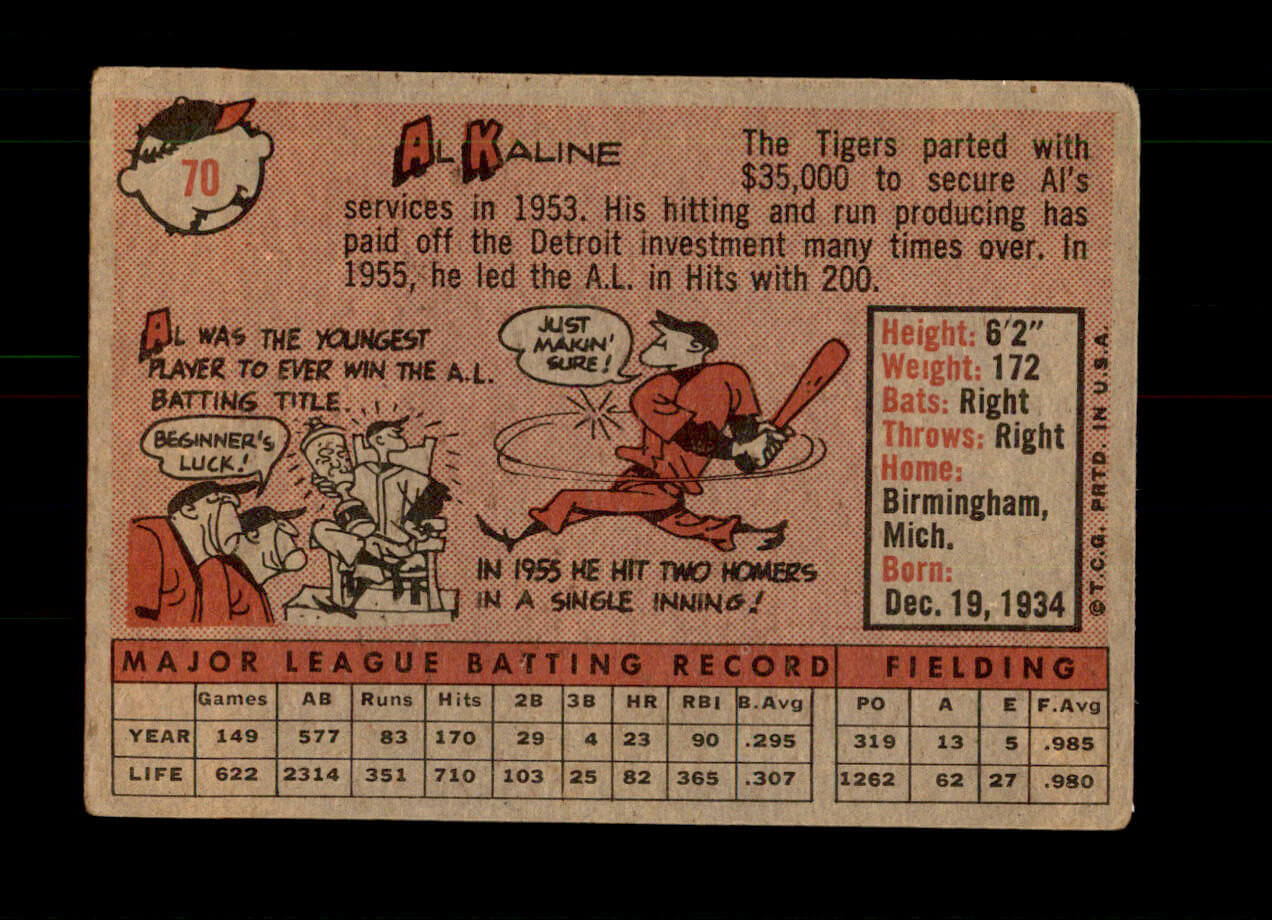 70
AL KALINE
The Tigers parted with
$35,000 to secure Al's
services in 1953. His hitting and run producing has
paid off the Detroit investment many times over. In
1955, he led the A.L. in Hits with 200.
AL WAS THE YOUNGEST
PLAYER TO EVER WIN THE A.L.
BATTING TITLE.
BEGINNER'S
LUCK!
JUST
MAKIN'
SURE!
IN 1955 HE HIT TWO HOMERS
IN A SINGLE INNING!
Height: 6'2"
Weight: 172
Bats: Right
Throws: Right
Home:
Birmingham,
Mich.
Born:
Dec. 19, 1934
©T.C.G. PRTD. IN U.S.A.
MAJOR LEAGUE BATTING RECORD FIELDING
Games AB Runs Hits 2B 3B HR RBI B.Avg PO A E F.Avg
YEAR 149 577 83 170 29 4 23 90 .295 319 13 5 .985
LIFE 622 2314 351 710 103 25 82 365 .307 1262 62 27 .980